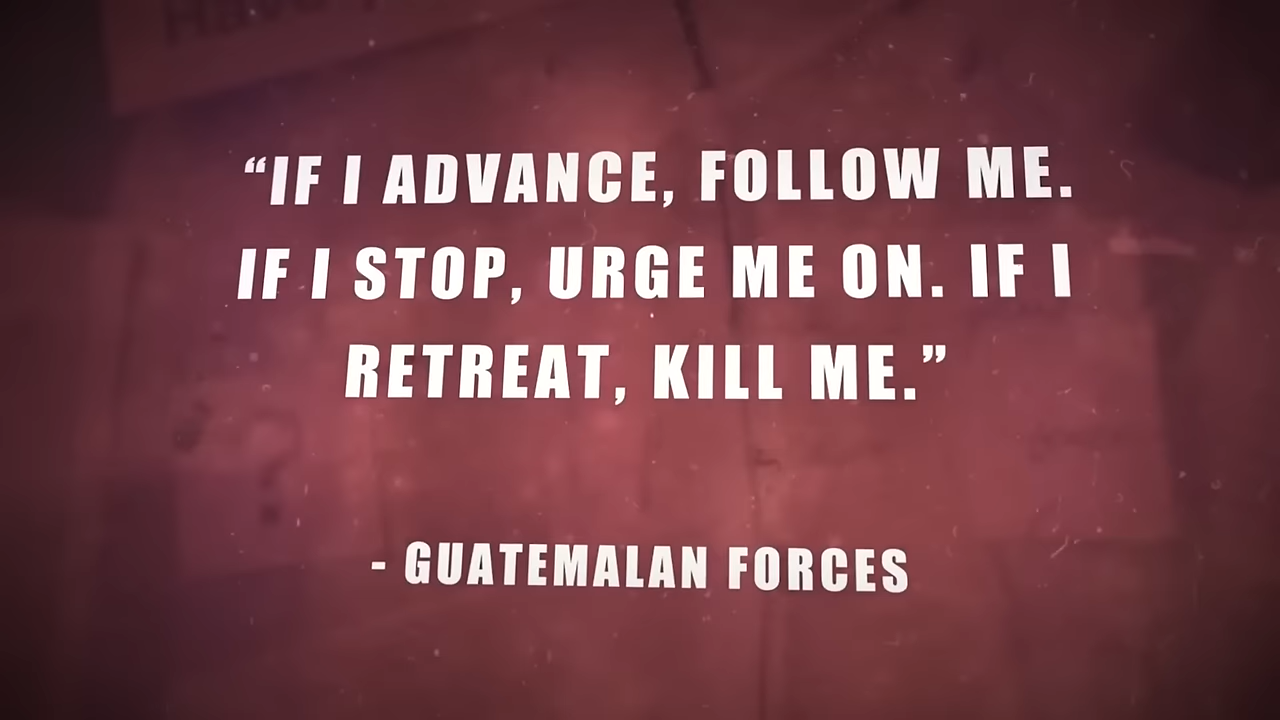 “IF I ADVANCE, FOLLOW ME.
IF I STOP, URGE ME ON. IF I
RETREAT, KILL ME.”
- GUATEMALAN FORCES